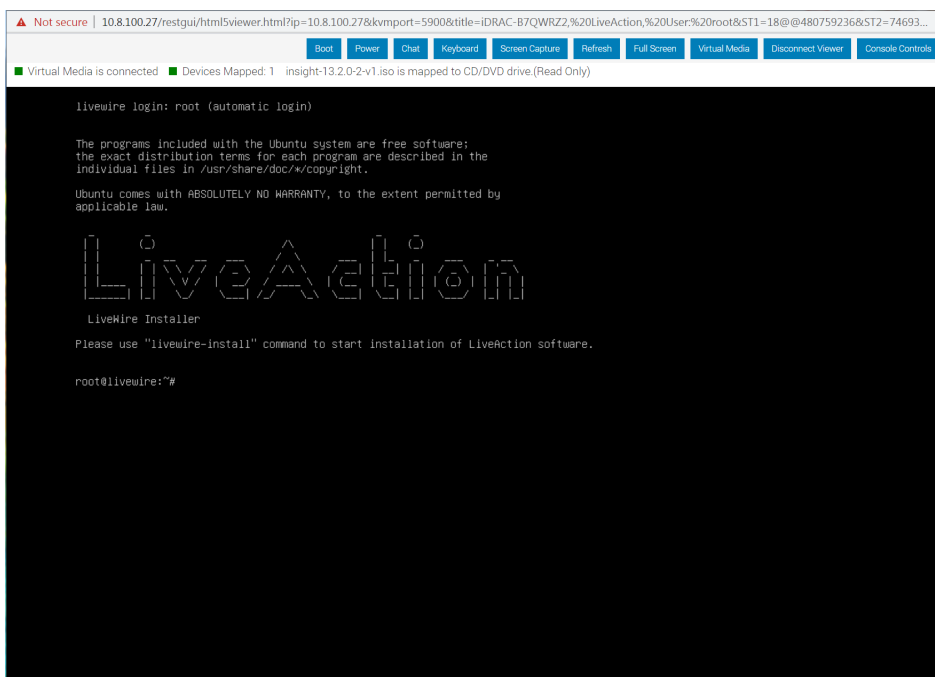 Not secure | 10.8.100.27/restgui/html5viewer.html?ip=10.8.100.27&kvmport=5900&title=iDRAC-B7QWRZ2,%20LiveAction,%20User:%20root&ST1=18@@480759236&ST2=74693...
Boot Power Chat Keyboard Screen Capture Refresh Full Screen Virtual Media Disconnect Viewer Console Controls
Virtual Media is connected Devices Mapped: 1 insight-13.2.0-2-v1.iso is mapped to CD/DVD drive.(Read Only)
livewire login: root (automatic login)
The programs included with the Ubuntu system are free software;
the exact distribution terms for each program are described in the
individual files in /usr/share/doc/*/copyright.
Ubuntu comes with ABSOLUTELY NO WARRANTY, to the extent permitted by
applicable law.
LiveAction
LiveWire Installer
Please use "livewire-install" command to start installation of LiveAction software.
root@livewire:~#